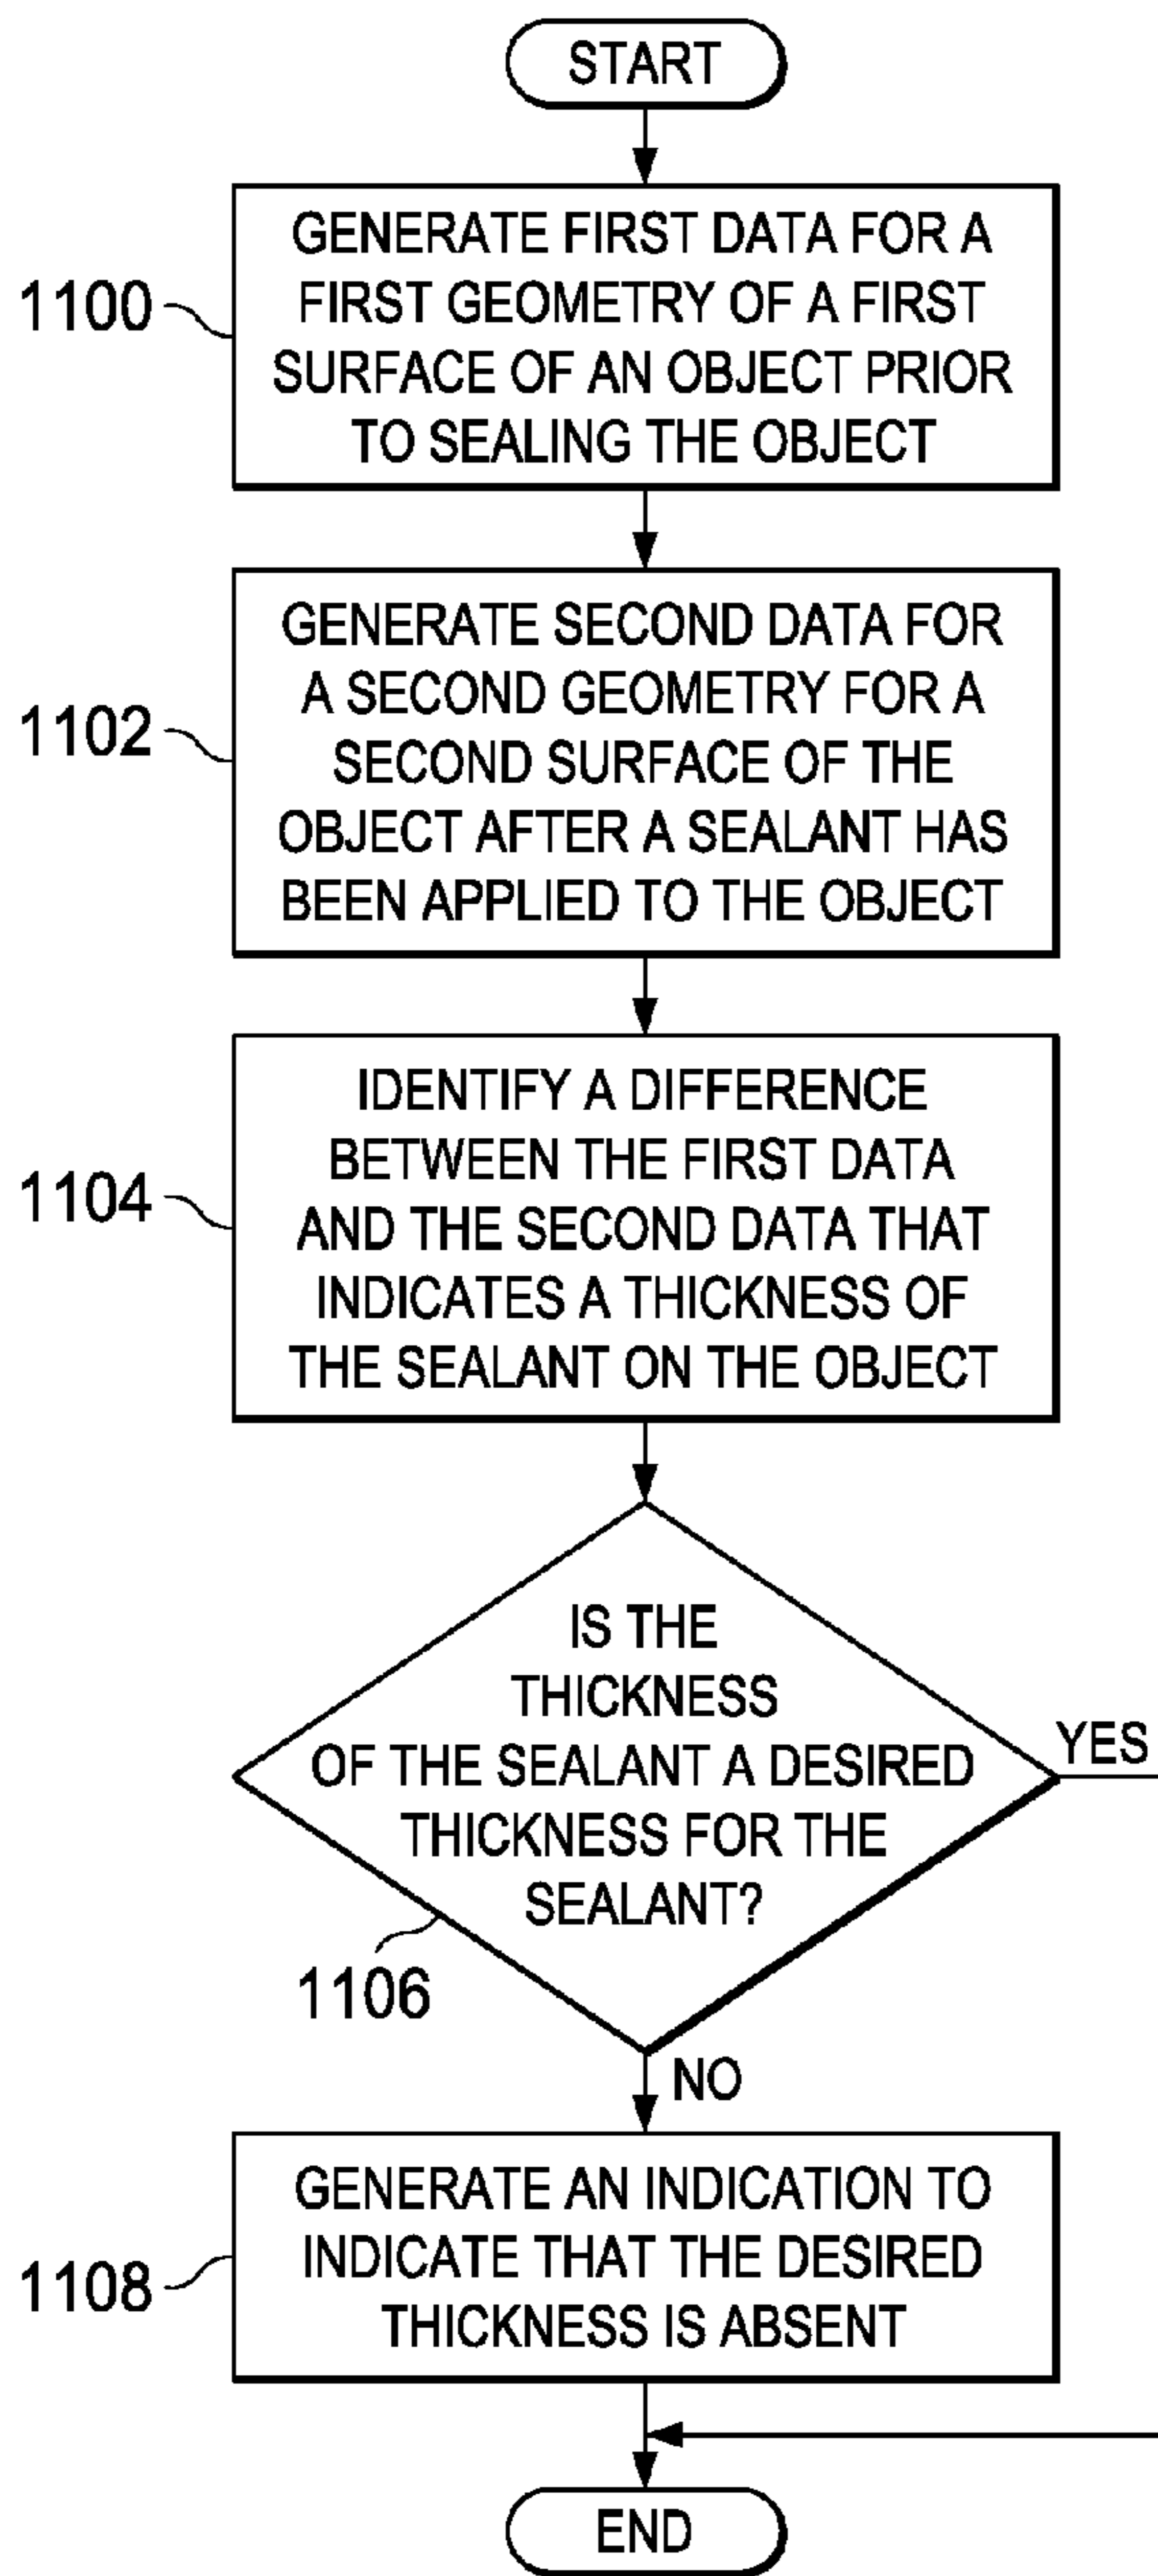 START
1100
GENERATE FIRST DATA FOR A
FIRST GEOMETRY OF A FIRST
SURFACE OF AN OBJECT PRIOR
TO SEALING THE OBJECT
1102
GENERATE SECOND DATA FOR
A SECOND GEOMETRY FOR A
SECOND SURFACE OF THE
OBJECT AFTER A SEALANT HAS
BEEN APPLIED TO THE OBJECT
1104
IDENTIFY A DIFFERENCE
BETWEEN THE FIRST DATA
AND THE SECOND DATA THAT
INDICATES A THICKNESS OF
THE SEALANT ON THE OBJECT
IS THE
THICKNESS
OF THE SEALANT A DESIRED
THICKNESS FOR THE
SEALANT?
YES
1106
NO
1108
GENERATE AN INDICATION TO
INDICATE THAT THE DESIRED
THICKNESS IS ABSENT
END